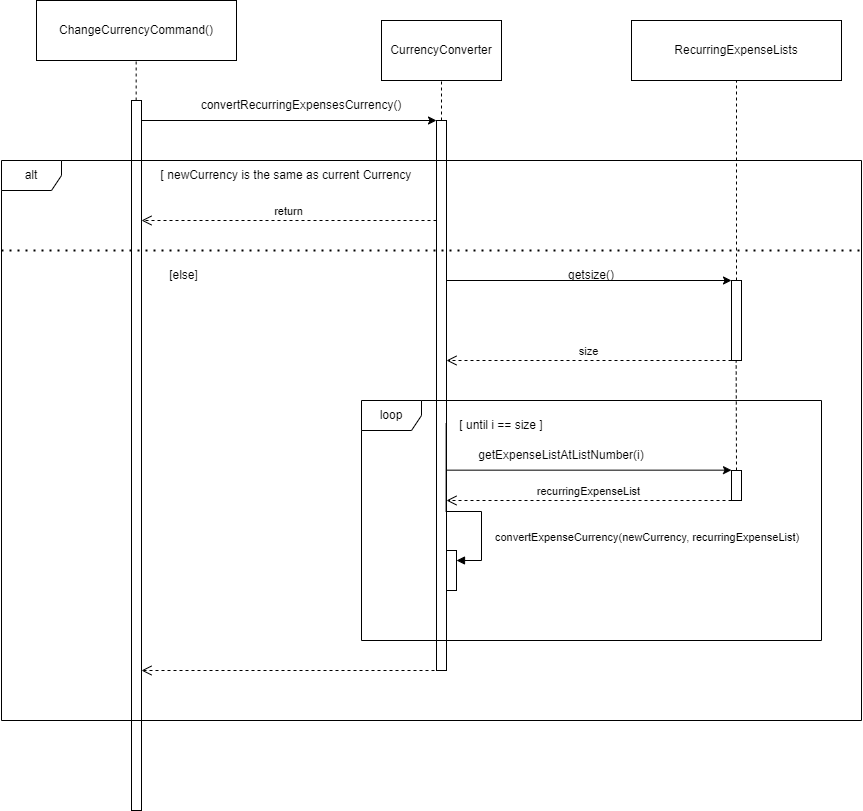 ChangeCurrencyCommand()
CurrencyConverter
RecurringExpenseLists
convertRecurringExpensesCurrency()
alt
[ newCurrency is the same as current Currency
return
[else]
getsize()
size
loop
[ until i == size ]
getExpenseListAtListNumber(i)
recurringExpenseList
convertExpenseCurrency(newCurrency, recurringExpenseList)